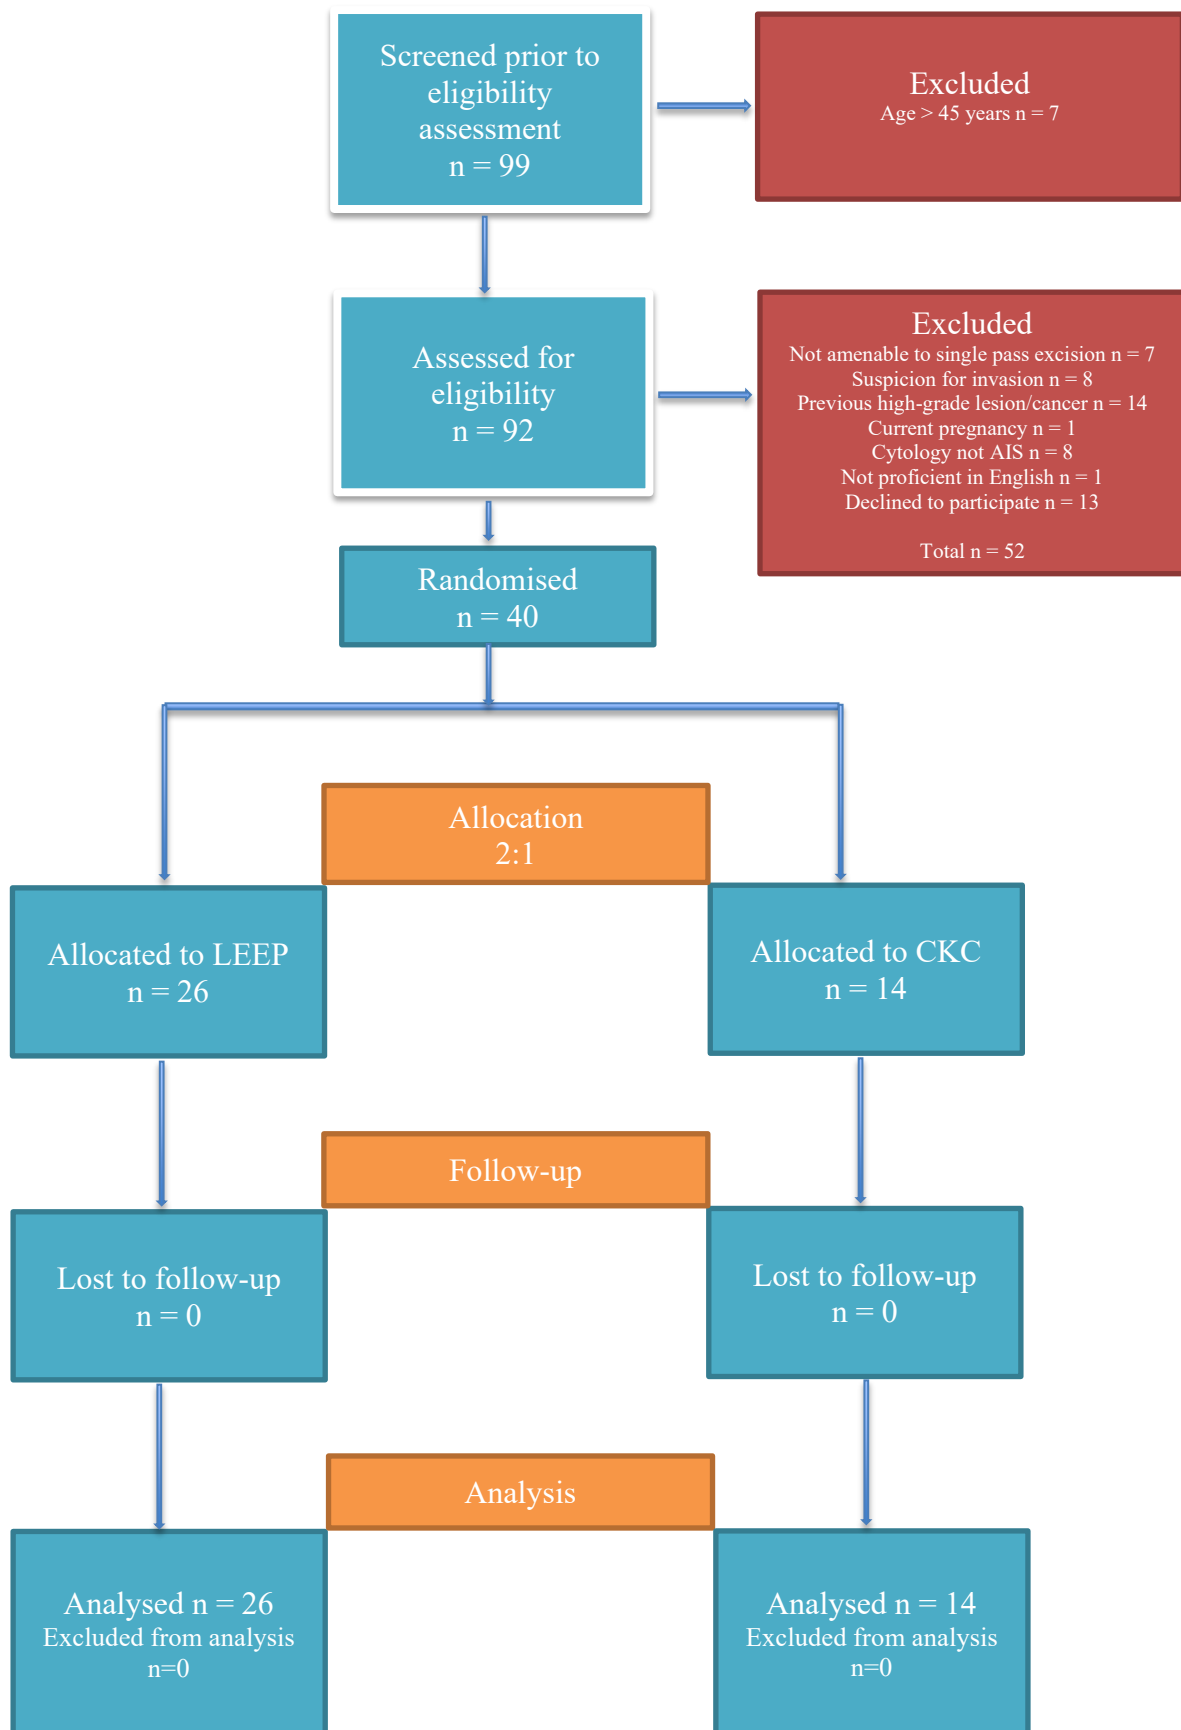 Screened prior to
eligibility
assessment
n = 99
Excluded
Age > 45 years n = 7
Assessed for
eligibility
n = 92
Excluded
Not amenable to single pass excision n = 7
Suspicion for invasion n = 8
Previous high-grade lesion/cancer n = 14
Current pregnancy n = 1
Cytology not AIS n = 8
Not proficient in English n = 1
Declined to participate n = 13
Total n = 52
Randomised
n = 40
Allocation
2:1
Allocated to LEEP
n = 26
Allocated to CKC
n = 14
Follow-up
Lost to follow-up
n = 0
Lost to follow-up
n = 0
Analysis
Analysed n = 26
Excluded from analysis
n=0
Analysed n = 14
Excluded from analysis
n=0